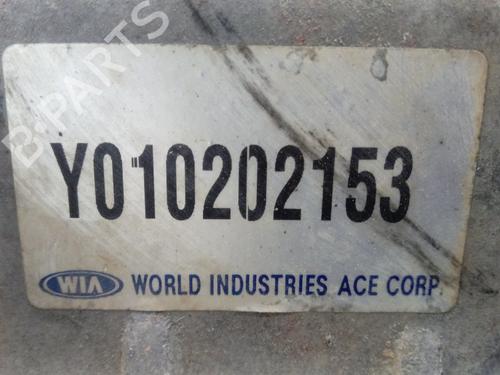 B-PARTS
Y010202153
WIA WORLD INDUSTRIES ACE CORP.